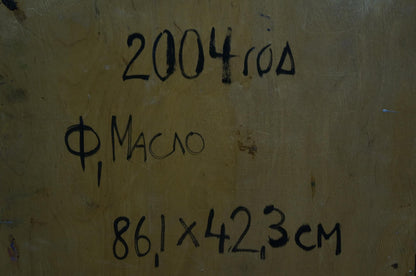 2004 год
Ф, Масло
86,1 x 42,3 см